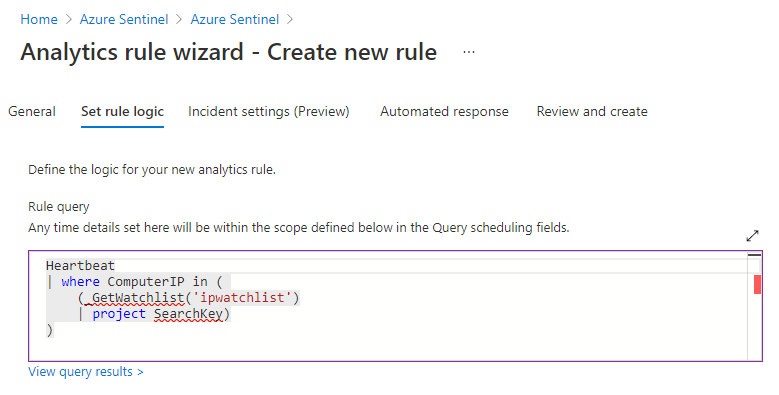 Home > Azure Sentinel > Azure Sentinel >
Analytics rule wizard - Create new rule ...
General Set rule logic Incident settings (Preview) Automated response Review and create
Define the logic for your new analytics rule.
Rule query
Any time details set here will be within the scope defined below in the Query scheduling fields.
Heartbeat
| where ComputerIP in (
(_GetWatchlist('ipwatchlist')
| project SearchKey)
)
View query results >